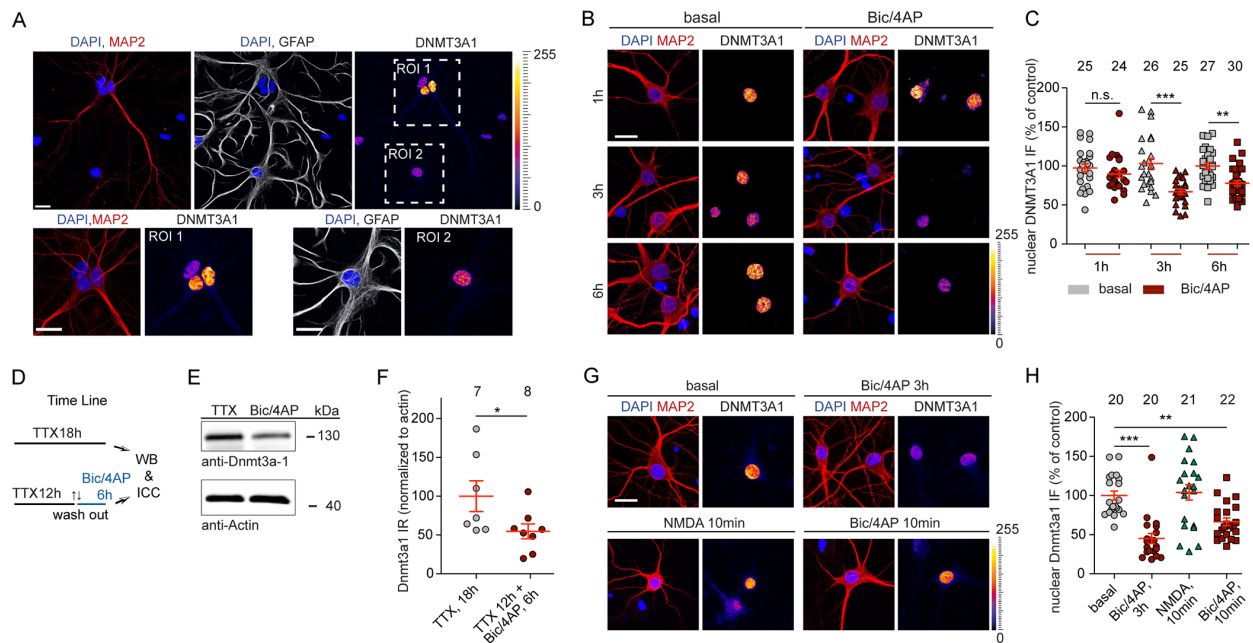 A
DAPI, MAP2
DAPI, GFAP
DNMT3A1
255
ROI 1
ROI 2
0
DAPI,MAP2
DNMT3A1
ROI 1
DAPI, GFAP
DNMT3A1
ROI 2
B
basal
Bic/4AP
DAPI MAP2
DNMT3A1
DAPI MAP2
DNMT3A1
1h
3h
6h
255
0
C
25 24 26 25 27 30
n.s.
***
**
nuclear DNMT3A1 IF (% of control)
200
150
100
50
0
1h
3h
6h
basal
Bic/4AP
D
Time Line
TTX18h
WB
&
ICC
Bic/4AP
6h
TTX12h
↑↓
wash out
E
TTX
Bic/4AP
kDa
130
anti-Dnmt3a-1
40
anti-Actin
F
7
8
*
Dnmt3a1 IR (normalized to actin)
200
150
100
50
0
TTX, 18h
TTX 12h +
Bic/4AP, 6h
G
basal
Bic/4AP 3h
DAPI MAP2
DNMT3A1
DAPI MAP2
DNMT3A1
NMDA 10min
Bic/4AP 10min
255
0
H
20 20 21 22
**
***
nuclear Dnmt3a1 IF (% of control)
200
150
100
50
0
basal
Bic/4AP,
3h
NMDA,
10min
Bic/4AP,
10min